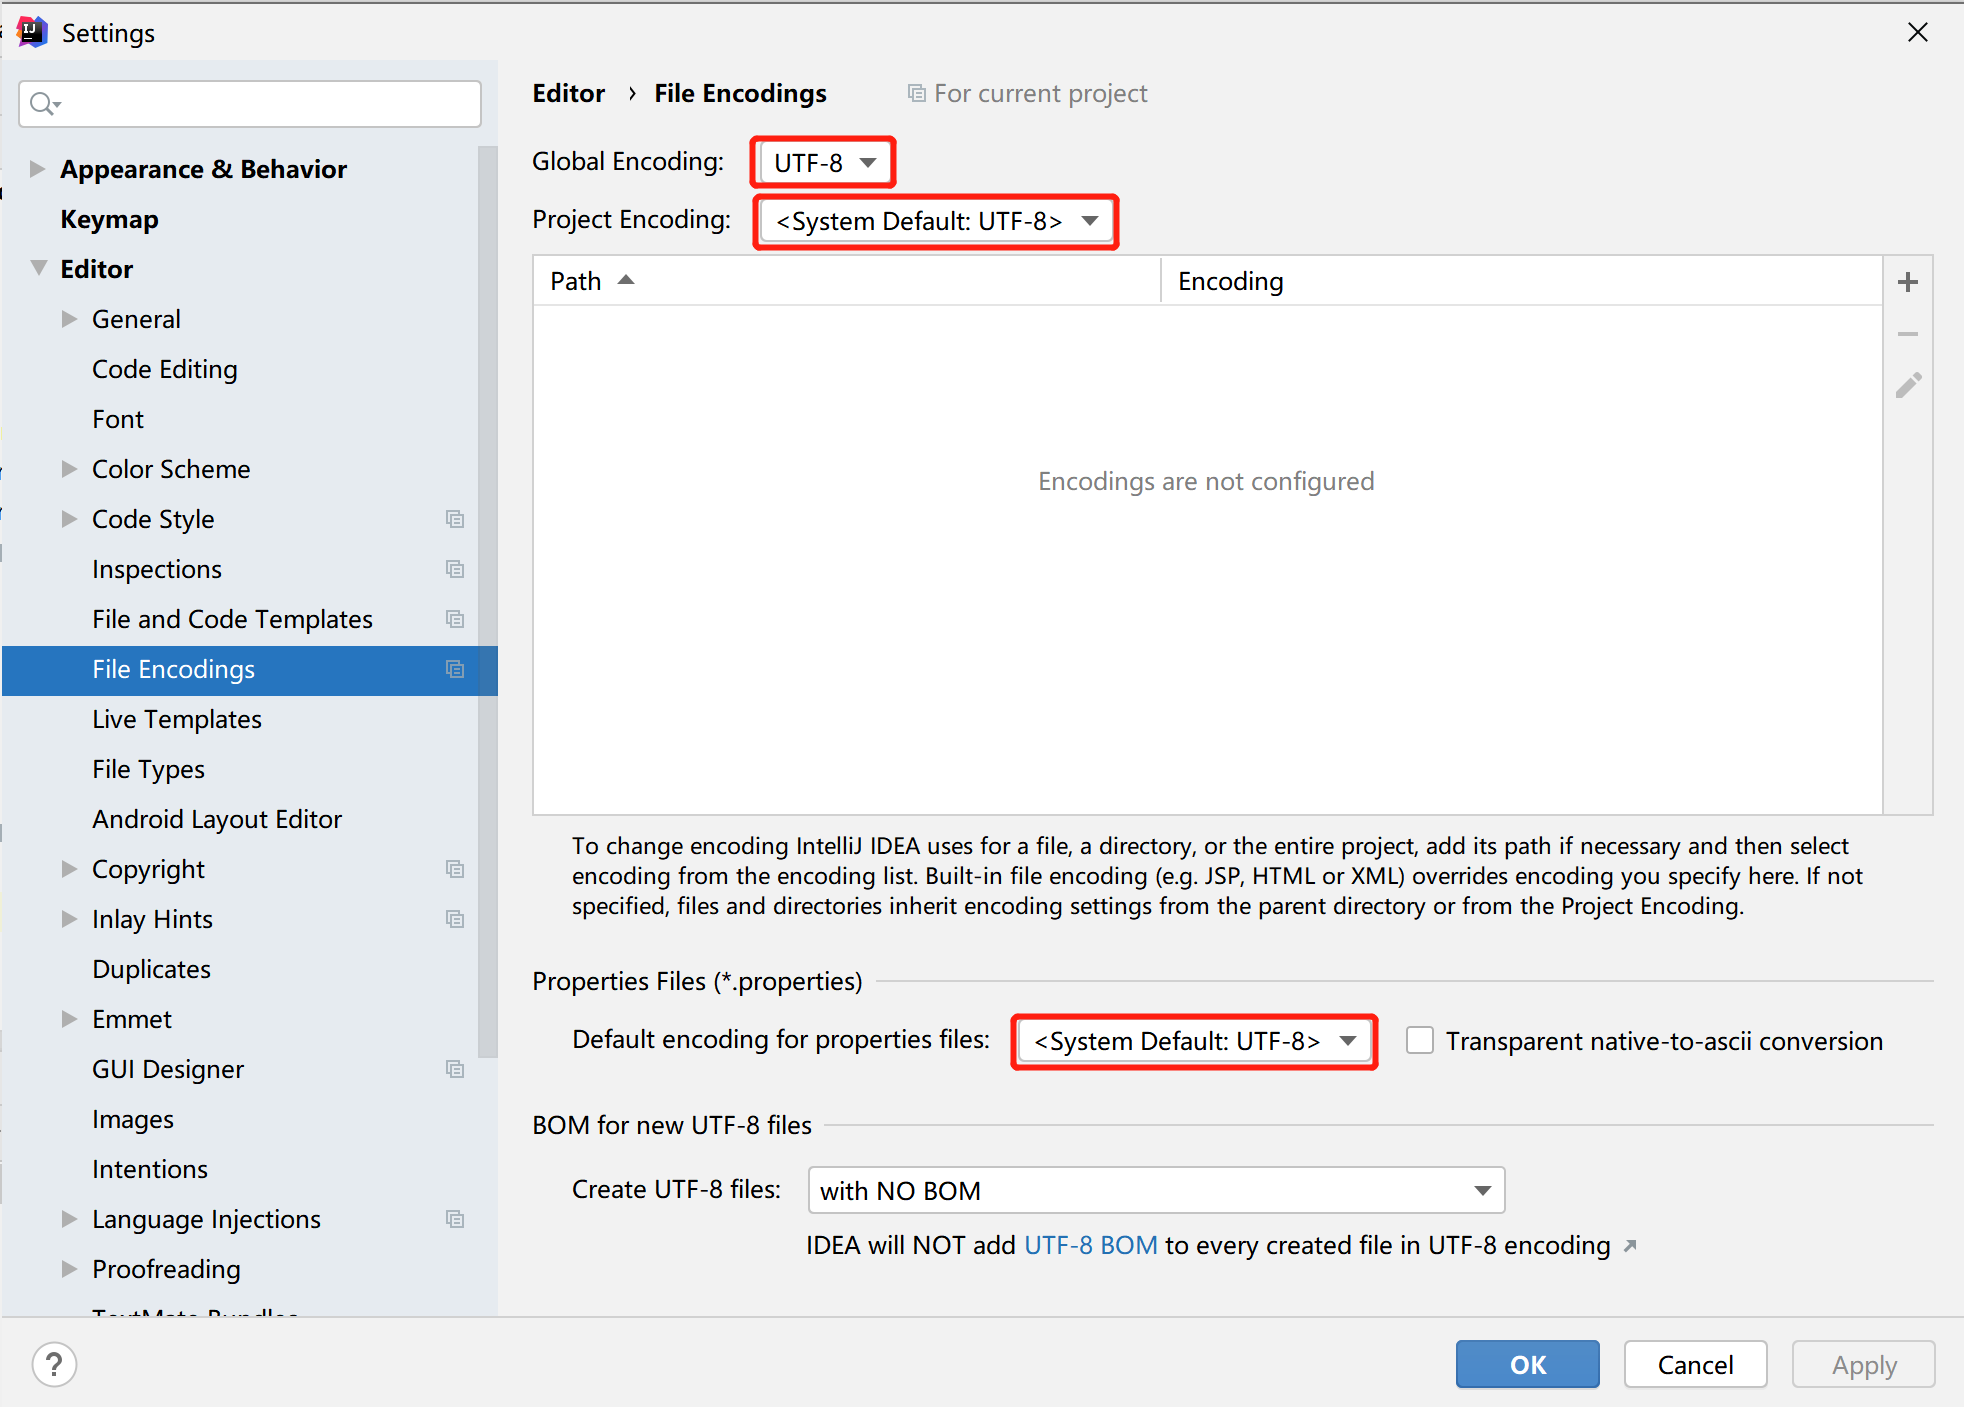 Settings
Editor › File Encodings For current project
Global Encoding: UTF-8
Project Encoding: <System Default: UTF-8>
Path Encoding
Encodings are not configured
To change encoding IntelliJ IDEA uses for a file, a directory, or the entire project, add its path if necessary and then select
encoding from the encoding list. Built-in file encoding (e.g. JSP, HTML or XML) overrides encoding you specify here. If not
specified, files and directories inherit encoding settings from the parent directory or from the Project Encoding.
Properties Files (*.properties)
Default encoding for properties files: <System Default: UTF-8> Transparent native-to-ascii conversion
BOM for new UTF-8 files
Create UTF-8 files: with NO BOM
IDEA will NOT add UTF-8 BOM to every created file in UTF-8 encoding
Appearance & Behavior
Keymap
Editor
General
Code Editing
Font
Color Scheme
Code Style
Inspections
File and Code Templates
File Encodings
Live Templates
File Types
Android Layout Editor
Copyright
Inlay Hints
Duplicates
Emmet
GUI Designer
Images
Intentions
Language Injections
Proofreading
TextMate Bundles
?
OK Cancel Apply